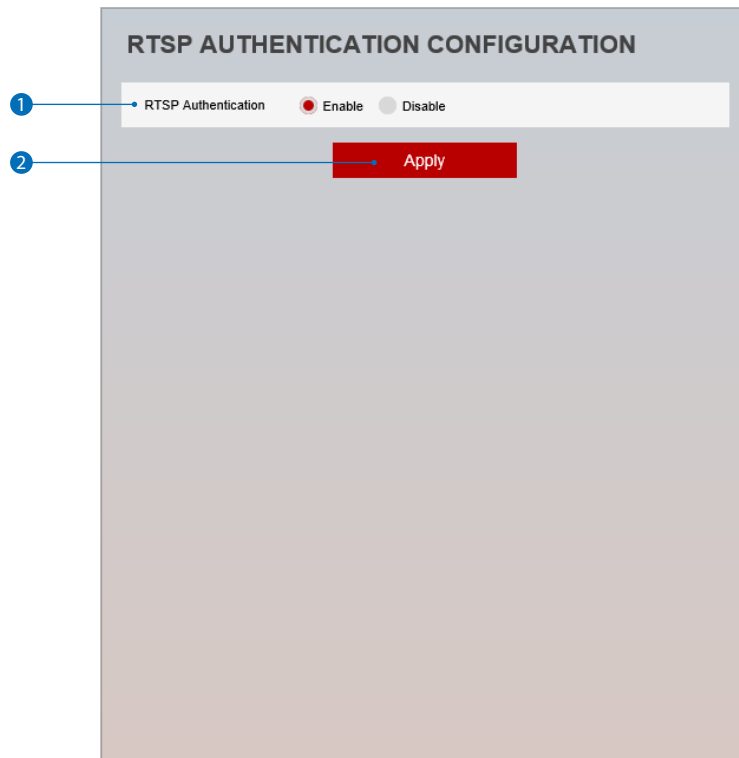 RTSP AUTHENTICATION CONFIGURATION
1 RTSP Authentication Enable Disable
2 Apply